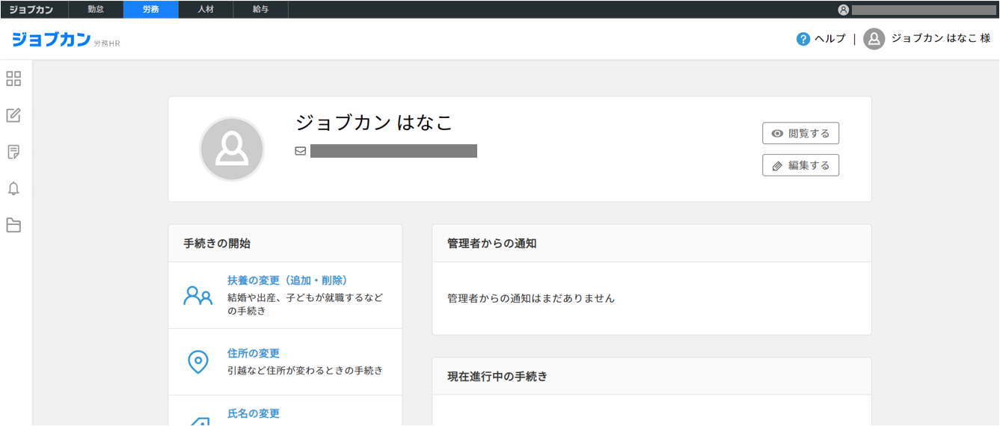 ジョブカン 勤怠 労務 人材 給与
ジョブカン 労務HR ? ヘルプ | ジョブカン はなこ 様
ジョブカン はなこ
閲覧する
編集する
手続きの開始
扶養の変更（追加・削除）
結婚や出産、子どもが就職するなど
の手続き
住所の変更
引越など住所が変わるときの手続き
氏名の変更
管理者からの通知
管理者からの通知はまだありません
現在進行中の手続き